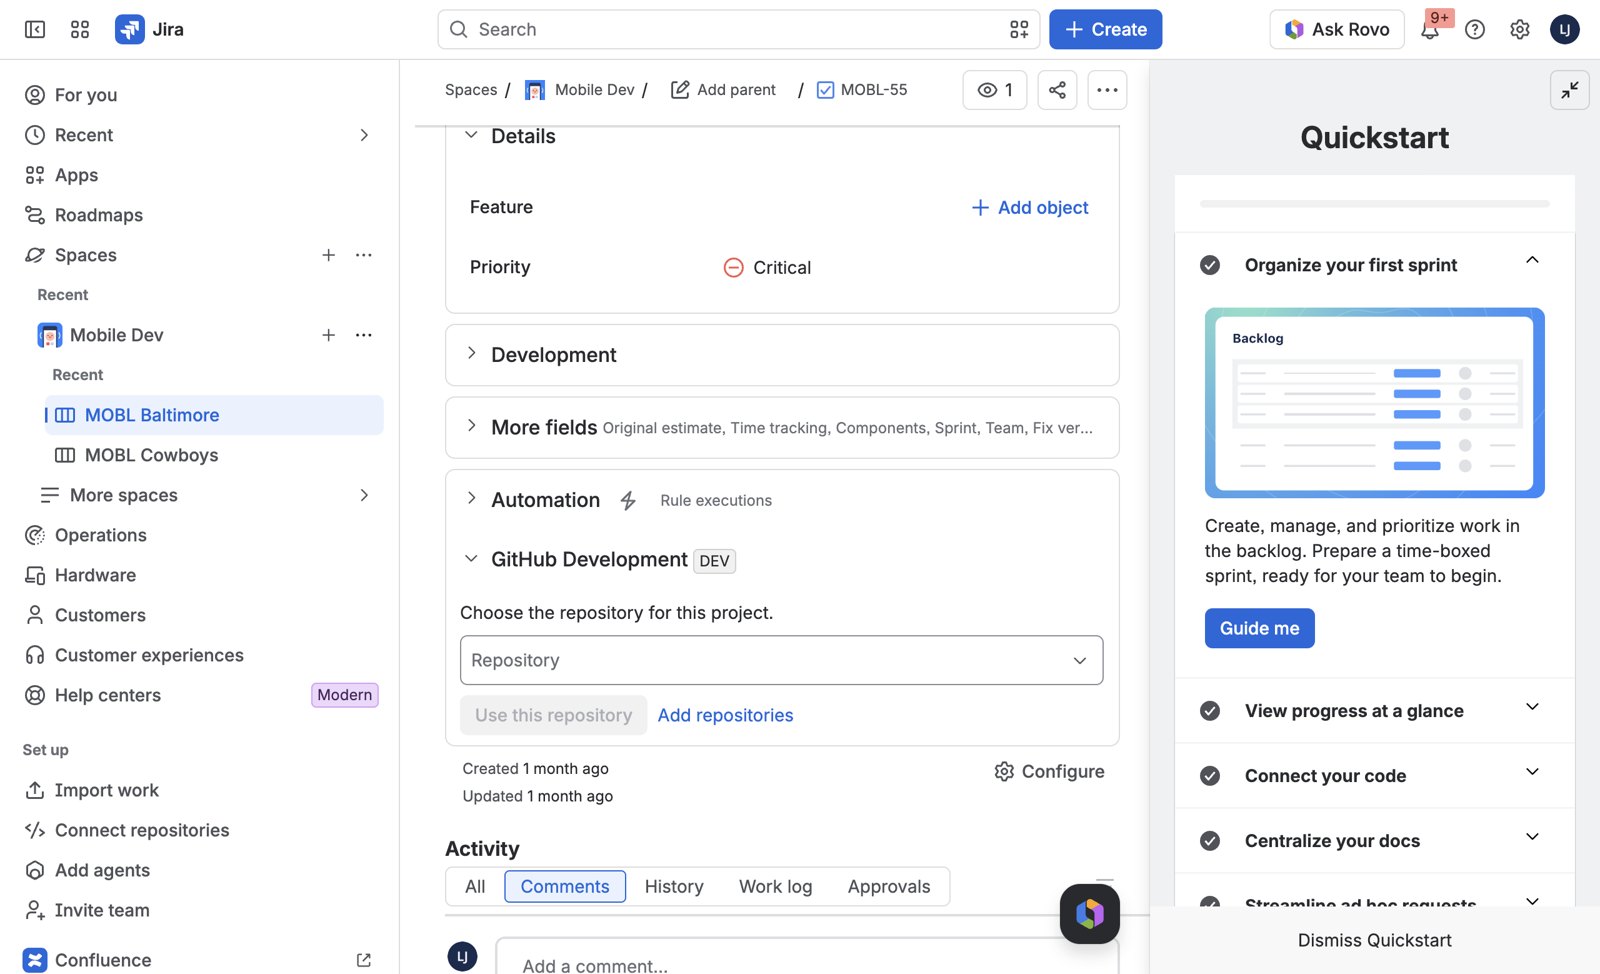 Jira
Search
Create
Ask Rovo
9+
LJ
For you
Recent
Apps
Roadmaps
Spaces
Recent
Mobile Dev
Recent
MOBL Baltimore
MOBL Cowboys
More spaces
Operations
Hardware
Customers
Customer experiences
Help centers
Modern
Set up
Import work
Connect repositories
Add agents
Invite team
Confluence
Spaces / Mobile Dev / Add parent / MOBL-55
1
Details
Feature
Add object
Priority
Critical
Development
More fields Original estimate, Time tracking, Components, Sprint, Team, Fix ver...
Automation Rule executions
GitHub Development DEV
Choose the repository for this project.
Repository
Use this repository Add repositories
Created 1 month ago
Configure
Updated 1 month ago
Activity
All Comments History Work log Approvals
LJ
Add a comment...
Quickstart
Organize your first sprint
Backlog
Create, manage, and prioritize work in
the backlog. Prepare a time-boxed
sprint, ready for your team to begin.
Guide me
View progress at a glance
Connect your code
Centralize your docs
Streamline ad hoc requests
Dismiss Quickstart